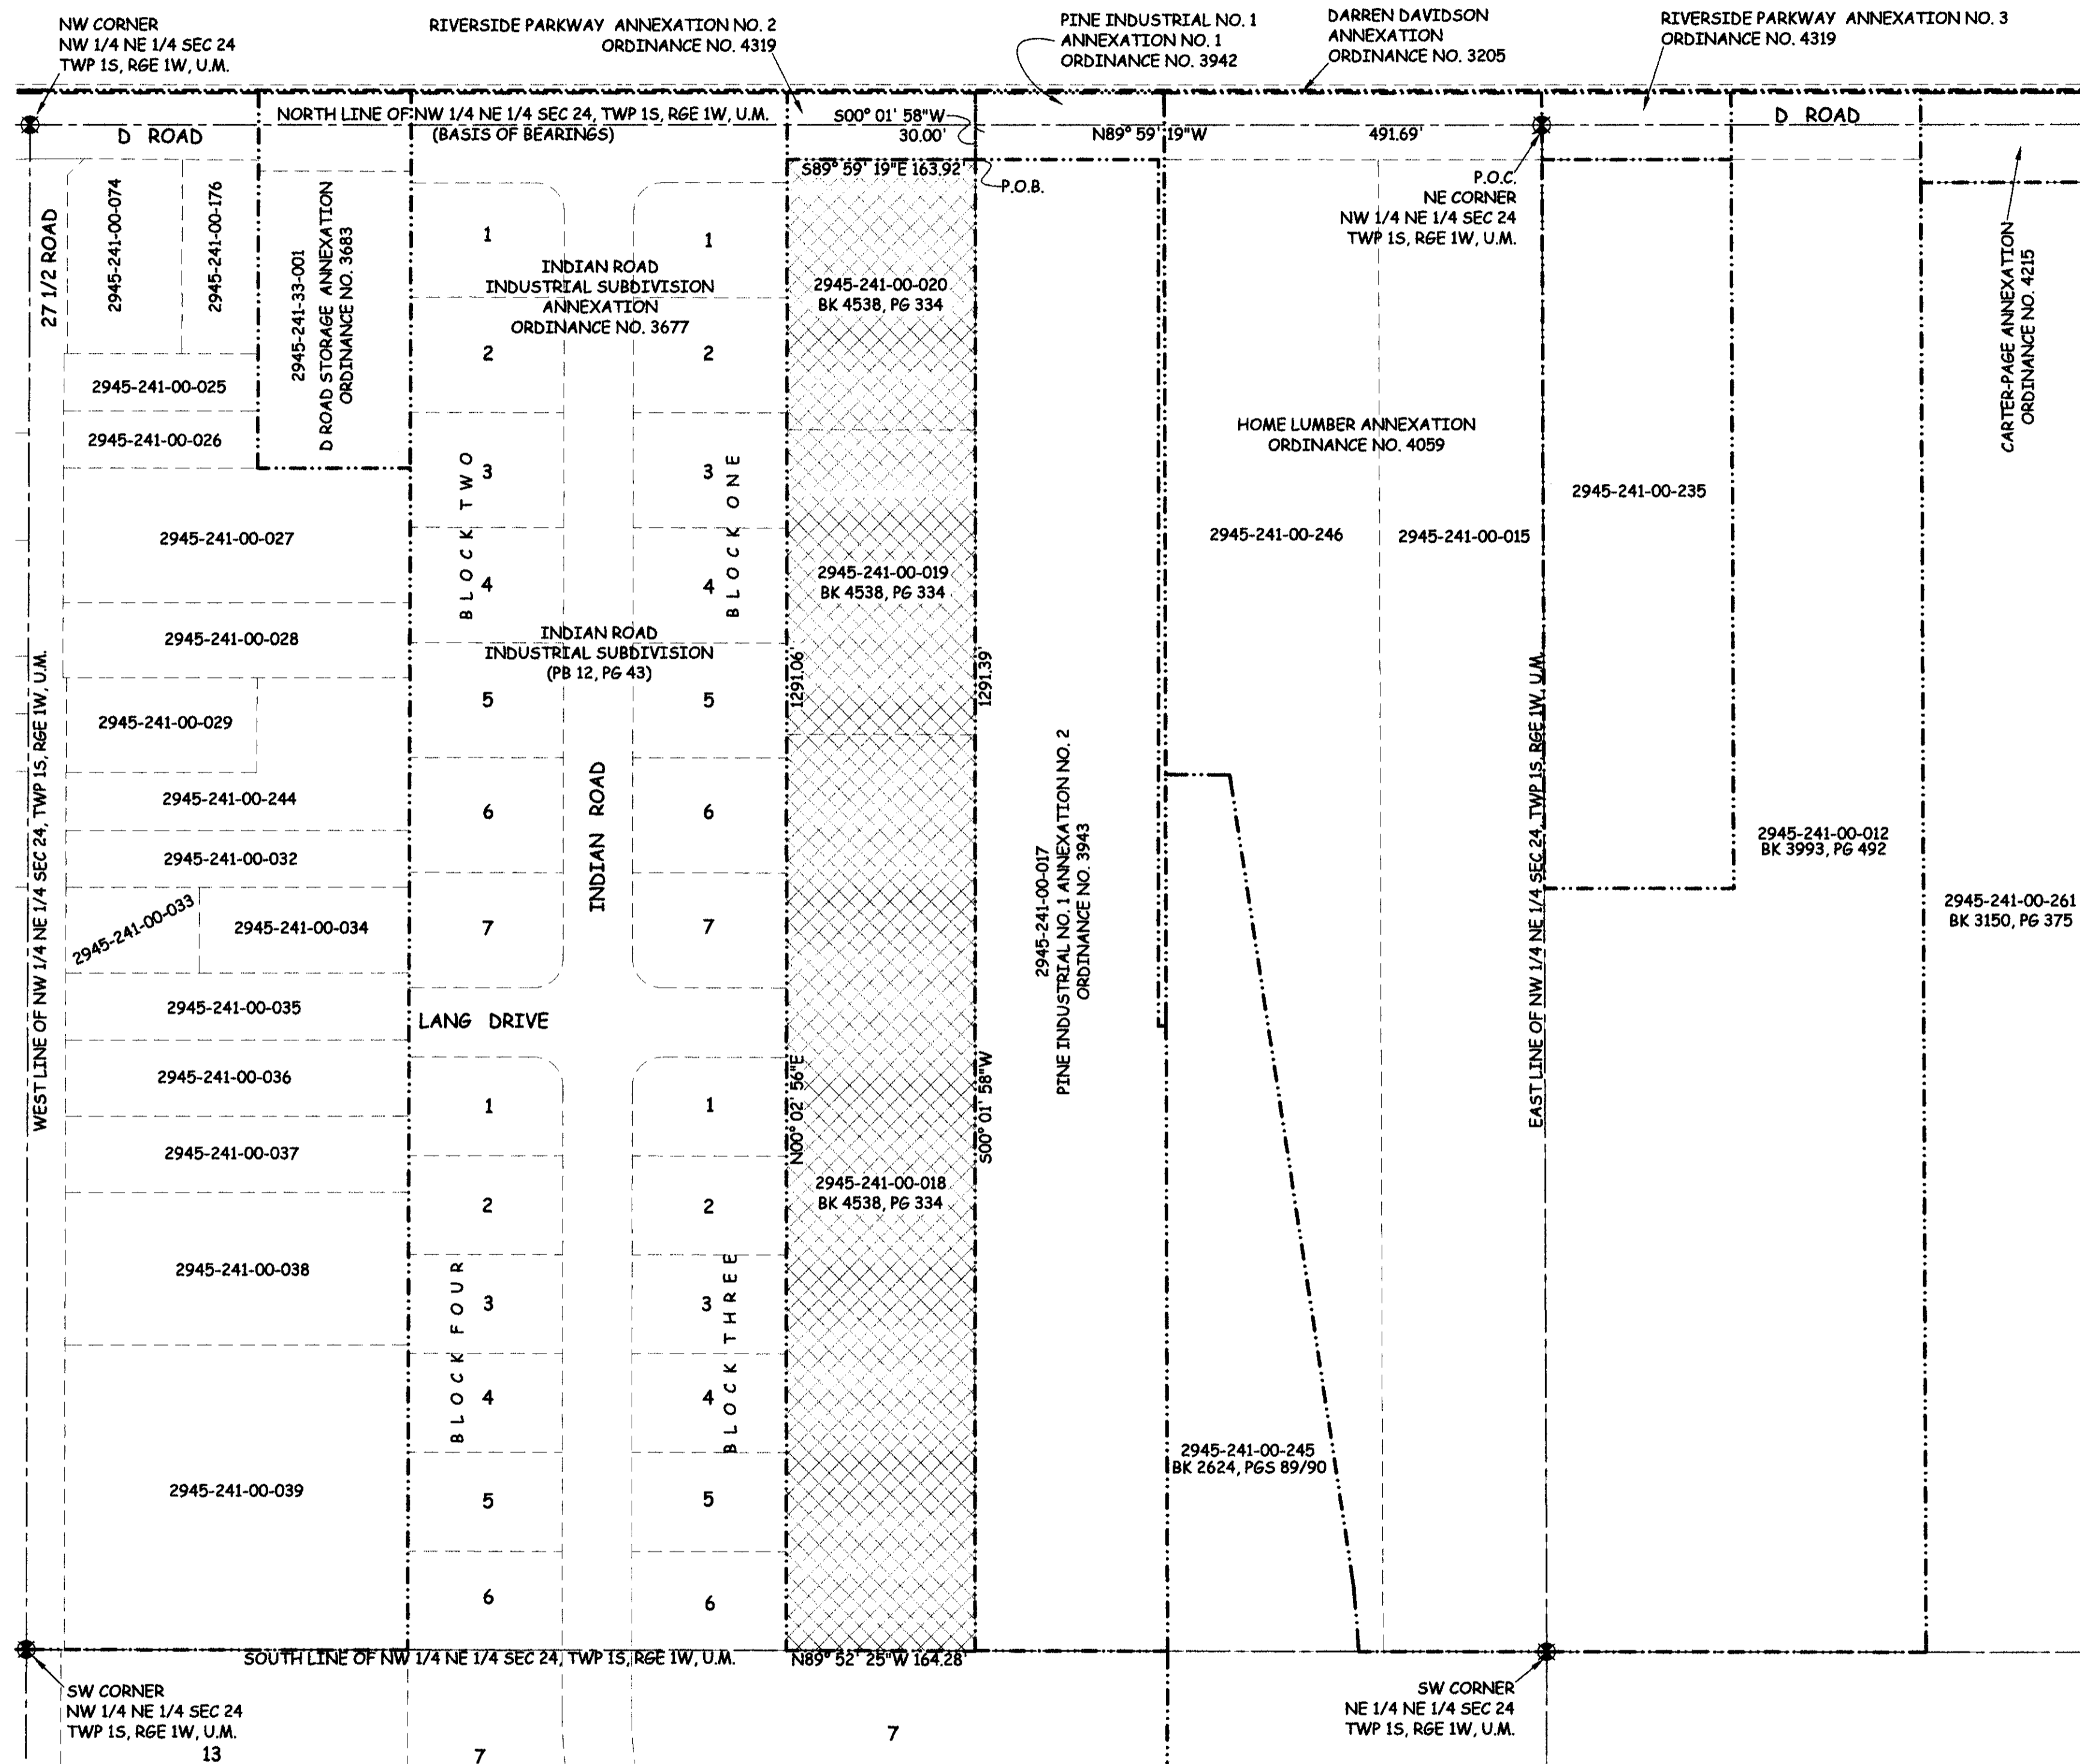 NW CORNER
NW 1/4 NE 1/4 SEC 24
TWP 1S, RGE 1W, U.M.
RIVERSIDE PARKWAY ANNEXATION NO. 2
ORDINANCE NO. 4319
PINE INDUSTRIAL NO. 1
ANNEXATION NO. 1
ORDINANCE NO. 3942
DARREN DAVIDSON
ANNEXATION
ORDINANCE NO. 3205
RIVERSIDE PARKWAY ANNEXATION NO. 3
ORDINANCE NO. 4319
NORTH LINE OF NW 1/4 NE 1/4 SEC 24, TWP 1S, RGE 1W, U.M.
(BASIS OF BEARINGS)
D ROAD
S00° 01' 58"W
30.00'
N89° 59' 19"W
491.69'
D ROAD
S89° 59' 19"E 163.92'
P.O.B.
P.O.C.
NE CORNER
NW 1/4 NE 1/4 SEC 24
TWP 1S, RGE 1W, U.M.
27 1/2 ROAD
2945-241-00-074
2945-241-00-176
2945-241-33-001
D ROAD STORAGE ANNEXATION
ORDINANCE NO. 3683
CARTER-PAGE ANNEXATION
ORDINANCE NO. 4215
1
1
INDIAN ROAD
INDUSTRIAL SUBDIVISION
ANNEXATION
ORDINANCE NO. 3677
2945-241-00-020
BK 4538, PG 334
2
2
2945-241-00-025
2945-241-00-026
HOME LUMBER ANNEXATION
ORDINANCE NO. 4059
BLOCK TWO
3
3
BLOCK ONE
2945-241-00-235
2945-241-00-027
2945-241-00-246
2945-241-00-015
4
4
2945-241-00-019
BK 4538, PG 334
2945-241-00-028
INDIAN ROAD
INDUSTRIAL SUBDIVISION
(PB 12, PG 43)
1291.06'
1291.39'
5
5
2945-241-00-029
WEST LINE OF NW 1/4 NE 1/4 SEC 24, TWP 1S, RGE 1W, U.M.
EAST LINE OF NW 1/4 NE 1/4 SEC 24, TWP 1S, RGE 1W, U.M.
2945-241-00-244
INDIAN ROAD
6
6
2945-241-00-012
BK 3993, PG 492
2945-241-00-032
2945-241-00-017
PINE INDUSTRIAL NO. 1 ANNEXATION NO. 2
ORDINANCE NO. 3943
2945-241-00-033
2945-241-00-034
7
7
2945-241-00-261
BK 3150, PG 375
2945-241-00-035
LANG DRIVE
2945-241-00-036
N00° 02' 56"E
S00° 01' 58"W
1
1
2945-241-00-037
2945-241-00-018
BK 4538, PG 334
2
2
2945-241-00-038
BLOCK FOUR
3
3
BLOCK THREE
4
4
2945-241-00-245
BK 2624, PGS 89/90
2945-241-00-039
5
5
6
6
SOUTH LINE OF NW 1/4 NE 1/4 SEC 24, TWP 1S, RGE 1W, U.M.
N89° 52' 25"W 164.28'
SW CORNER
NW 1/4 NE 1/4 SEC 24
TWP 1S, RGE 1W, U.M.
SW CORNER
NE 1/4 NE 1/4 SEC 24
TWP 1S, RGE 1W, U.M.
13
7
7